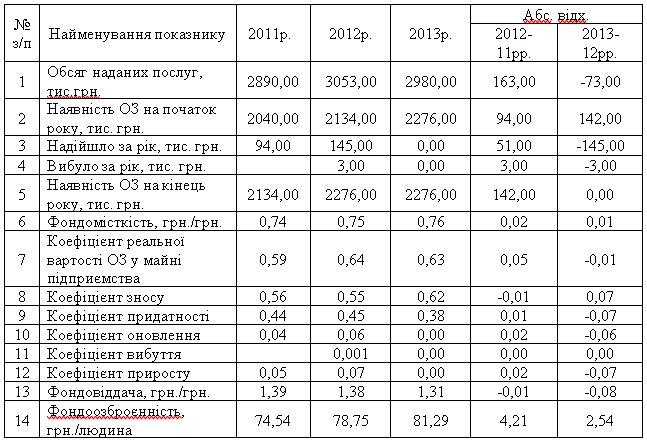 № з/п Найменування показнику 2011р. 2012р. 2013р. Абс. відх. 2012-11рр. 2013-12рр.
1 Обсяг наданих послуг, тис.грн. 2890,00 3053,00 2980,00 163,00 -73,00
2 Наявність ОЗ на початок року, тис. грн. 2040,00 2134,00 2276,00 94,00 142,00
3 Надійшло за рік, тис. грн. 94,00 145,00 0,00 51,00 -145,00
4 Вибуло за рік, тис. грн. 3,00 0,00 3,00 -3,00
5 Наявність ОЗ на кінець року, тис. грн. 2134,00 2276,00 2276,00 142,00 0,00
6 Фондомісткість, грн./грн. 0,74 0,75 0,76 0,02 0,01
7 Коефіцієнт реальної вартості ОЗ у майні підприємства 0,59 0,64 0,63 0,05 -0,01
8 Коефіцієнт зносу 0,56 0,55 0,62 -0,01 0,07
9 Коефіцієнт придатності 0,44 0,45 0,38 0,01 -0,07
10 Коефіцієнт оновлення 0,04 0,06 0,00 0,02 -0,06
11 Коефіцієнт вибуття 0,001 0,00 0,00 0,00
12 Коефіцієнт приросту 0,05 0,07 0,00 0,02 -0,07
13 Фондовіддача, грн./грн. 1,39 1,38 1,31 -0,01 -0,08
14 Фондоозброєнність, грн./людина 74,54 78,75 81,29 4,21 2,54